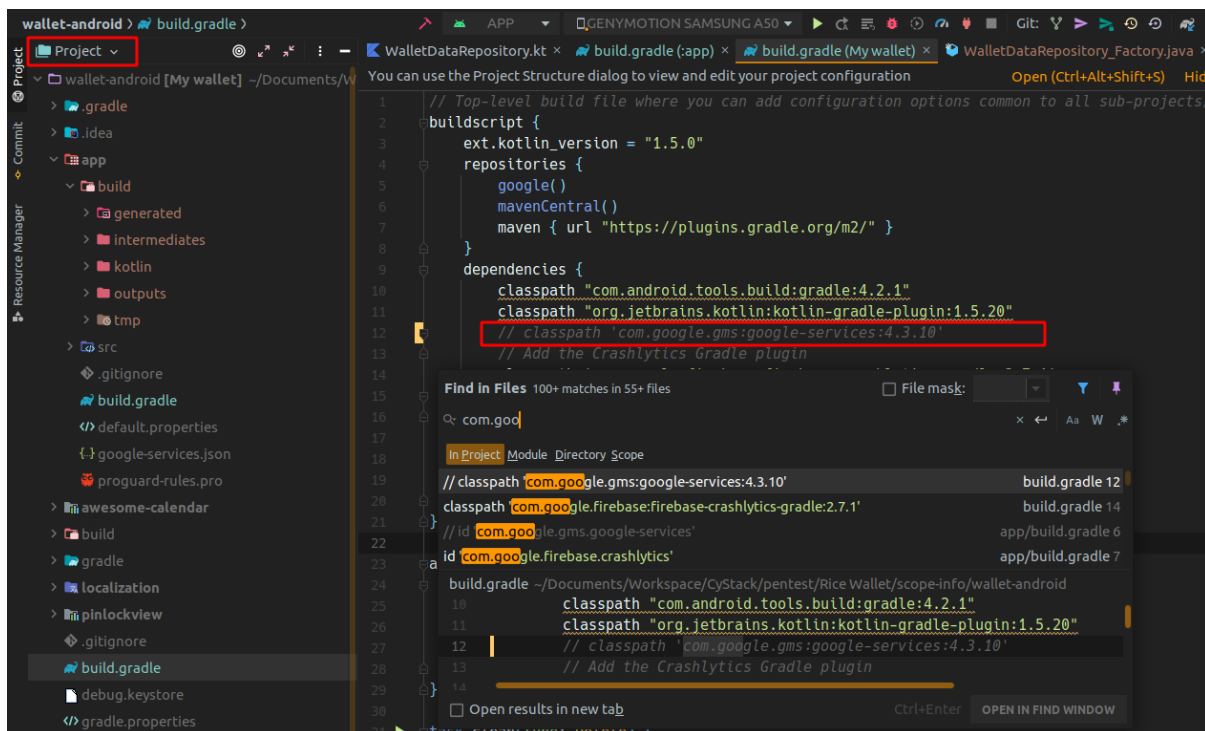 wallet-android > build.gradle >
APP
GENYMOTION SAMSUNG A50
Git:
Project
WalletDataRepository.kt ×
build.gradle (:app) ×
build.gradle (My wallet) ×
WalletDataRepository_Factory.java ×
Project
Commit
Resource Manager
wallet-android [My wallet] ~/Documents/W
.gradle
.idea
app
build
generated
intermediates
kotlin
outputs
tmp
src
.gitignore
build.gradle
default.properties
google-services.json
proguard-rules.pro
awesome-calendar
build
gradle
localization
pinlockview
.gitignore
build.gradle
debug.keystore
gradle.properties
You can use the Project Structure dialog to view and edit your project configuration
Open (Ctrl+Alt+Shift+S)
Hid
1 // Top-level build file where you can add configuration options common to all sub-projects
2 buildscript {
3 ext.kotlin_version = "1.5.0"
4 repositories {
5 google()
6 mavenCentral()
7 maven { url "https://plugins.gradle.org/m2/" }
8 }
9 dependencies {
10 classpath "com.android.tools.build:gradle:4.2.1"
11 classpath "org.jetbrains.kotlin:kotlin-gradle-plugin:1.5.20"
12 // classpath 'com.google.gms:google-services:4.3.10'
13 // Add the Crashlytics Gradle plugin
14
15
16
17
18
19
20
21 }
22
23 a
24
25
26
27
28
29 }
30
Find in Files 100+ matches in 55+ files
File mask:
com.goo
Aa W .*
In Project Module Directory Scope
// classpath 'com.google.gms:google-services:4.3.10' build.gradle 12
classpath 'com.google.firebase:firebase-crashlytics-gradle:2.7.1' build.gradle 14
// id 'com.google.gms.google-services' app/build.gradle 6
id 'com.google.firebase.crashlytics' app/build.gradle 7
build.gradle ~/Documents/Workspace/CyStack/pentest/Rice Wallet/scope-info/wallet-android
10 classpath "com.android.tools.build:gradle:4.2.1"
11 classpath "org.jetbrains.kotlin:kotlin-gradle-plugin:1.5.20"
12 // classpath 'com.google.gms:google-services:4.3.10'
13 // Add the Crashlytics Gradle plugin
14
Open results in new tab
Ctrl+Enter
OPEN IN FIND WINDOW